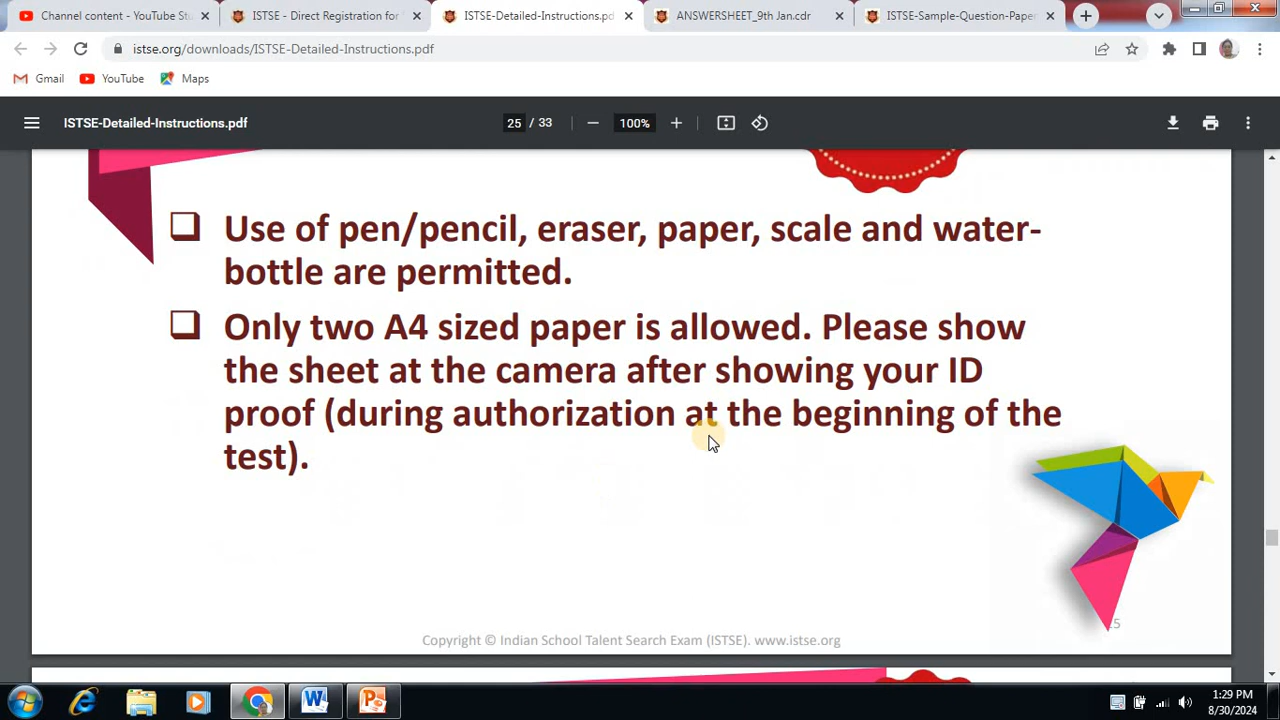 Channel content - YouTube Stu
ISTSE - Direct Registration for
ISTSE-Detailed-Instructions.pd
ANSWERSHEET_9th Jan.cdr
ISTSE-Sample-Question-Paper
istse.org/downloads/ISTSE-Detailed-Instructions.pdf
Gmail YouTube Maps
ISTSE-Detailed-Instructions.pdf 25 / 33 100%
Use of pen/pencil, eraser, paper, scale and water-
bottle are permitted.
Only two A4 sized paper is allowed. Please show
the sheet at the camera after showing your ID
proof (during authorization at the beginning of the
test).
Copyright © Indian School Talent Search Exam (ISTSE). www.istse.org
1:29 PM
8/30/2024